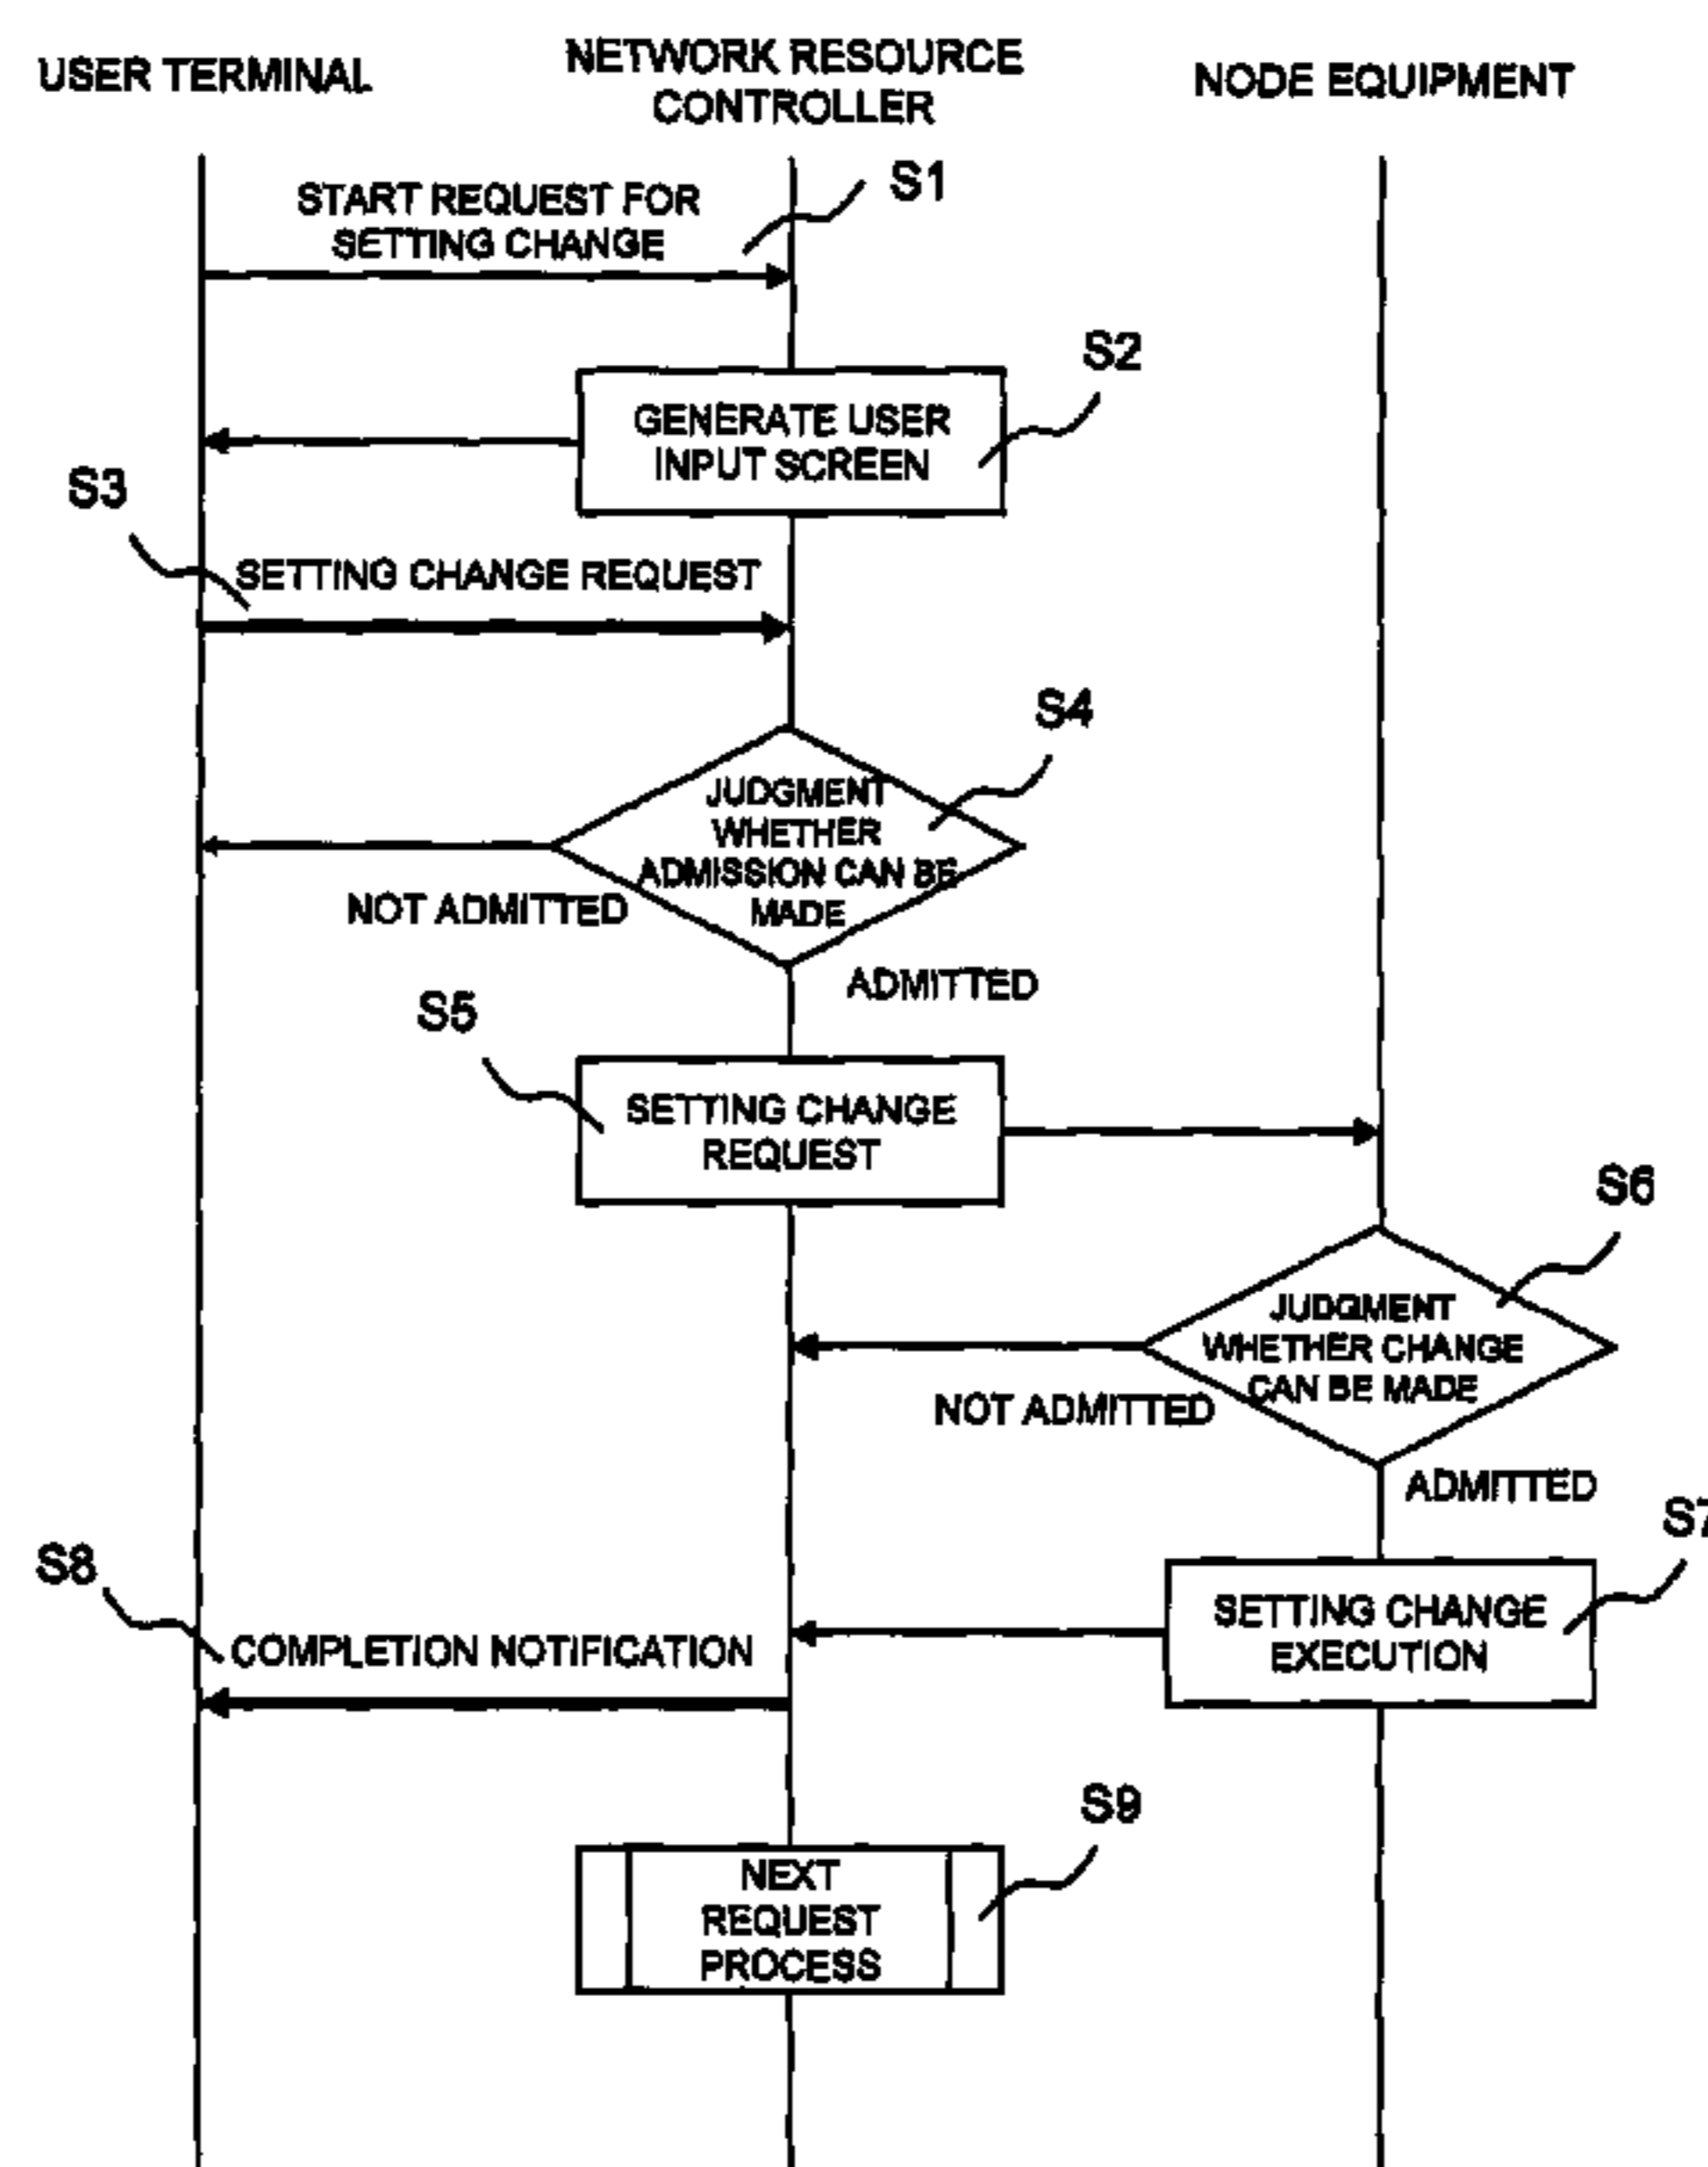 USER TERMINAL
NETWORK RESOURCE
CONTROLLER
NODE EQUIPMENT
START REQUEST FOR
SETTING CHANGE
S1
S2
GENERATE USER
INPUT SCREEN
S3
SETTING CHANGE REQUEST
S4
JUDGMENT
WHETHER
ADMISSION CAN BE
MADE
NOT ADMITTED
ADMITTED
S5
SETTING CHANGE
REQUEST
S6
JUDGMENT
WHETHER CHANGE
CAN BE MADE
NOT ADMITTED
ADMITTED
S7
SETTING CHANGE
EXECUTION
S8
COMPLETION NOTIFICATION
S9
NEXT
REQUEST
PROCESS